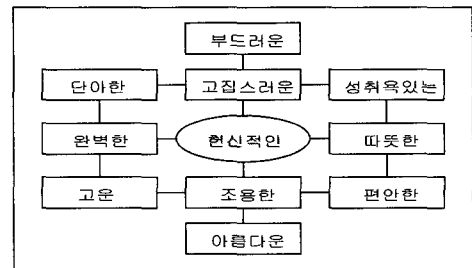 부드러운
단아한 고집스러운 성취욕있는
완벽한 헌신적인 따뜻한
고운 조용한 편안한
아름다운